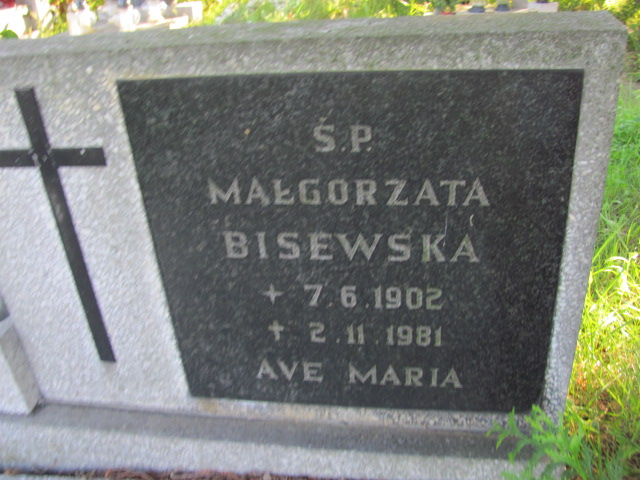 Ś.P.
MAŁGORZATA
BISEWSKA
+ 7.6.1902
+ 2.11.1981
AVE MARIA